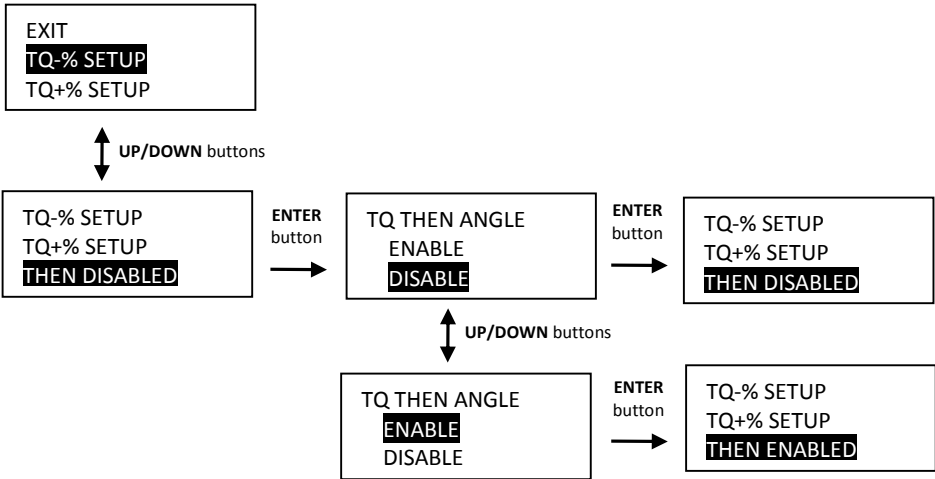 EXIT
TQ-% SETUP
TQ+% SETUP
UP/DOWN buttons
TQ-% SETUP
TQ+% SETUP
THEN DISABLED
ENTER
button
TQ THEN ANGLE
ENABLE
DISABLE
ENTER
button
TQ-% SETUP
TQ+% SETUP
THEN DISABLED
UP/DOWN buttons
TQ THEN ANGLE
ENABLE
DISABLE
ENTER
button
TQ-% SETUP
TQ+% SETUP
THEN ENABLED